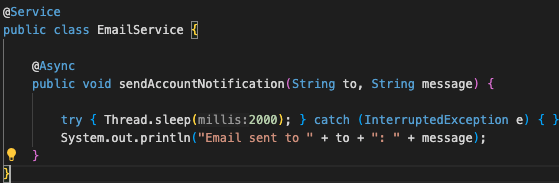 @Service
public class EmailService {
@Async
public void sendAccountNotification(String to, String message) {
try { Thread.sleep(millis:2000); } catch (InterruptedException e) { }
System.out.println("Email sent to " + to + ": " + message);
}
}